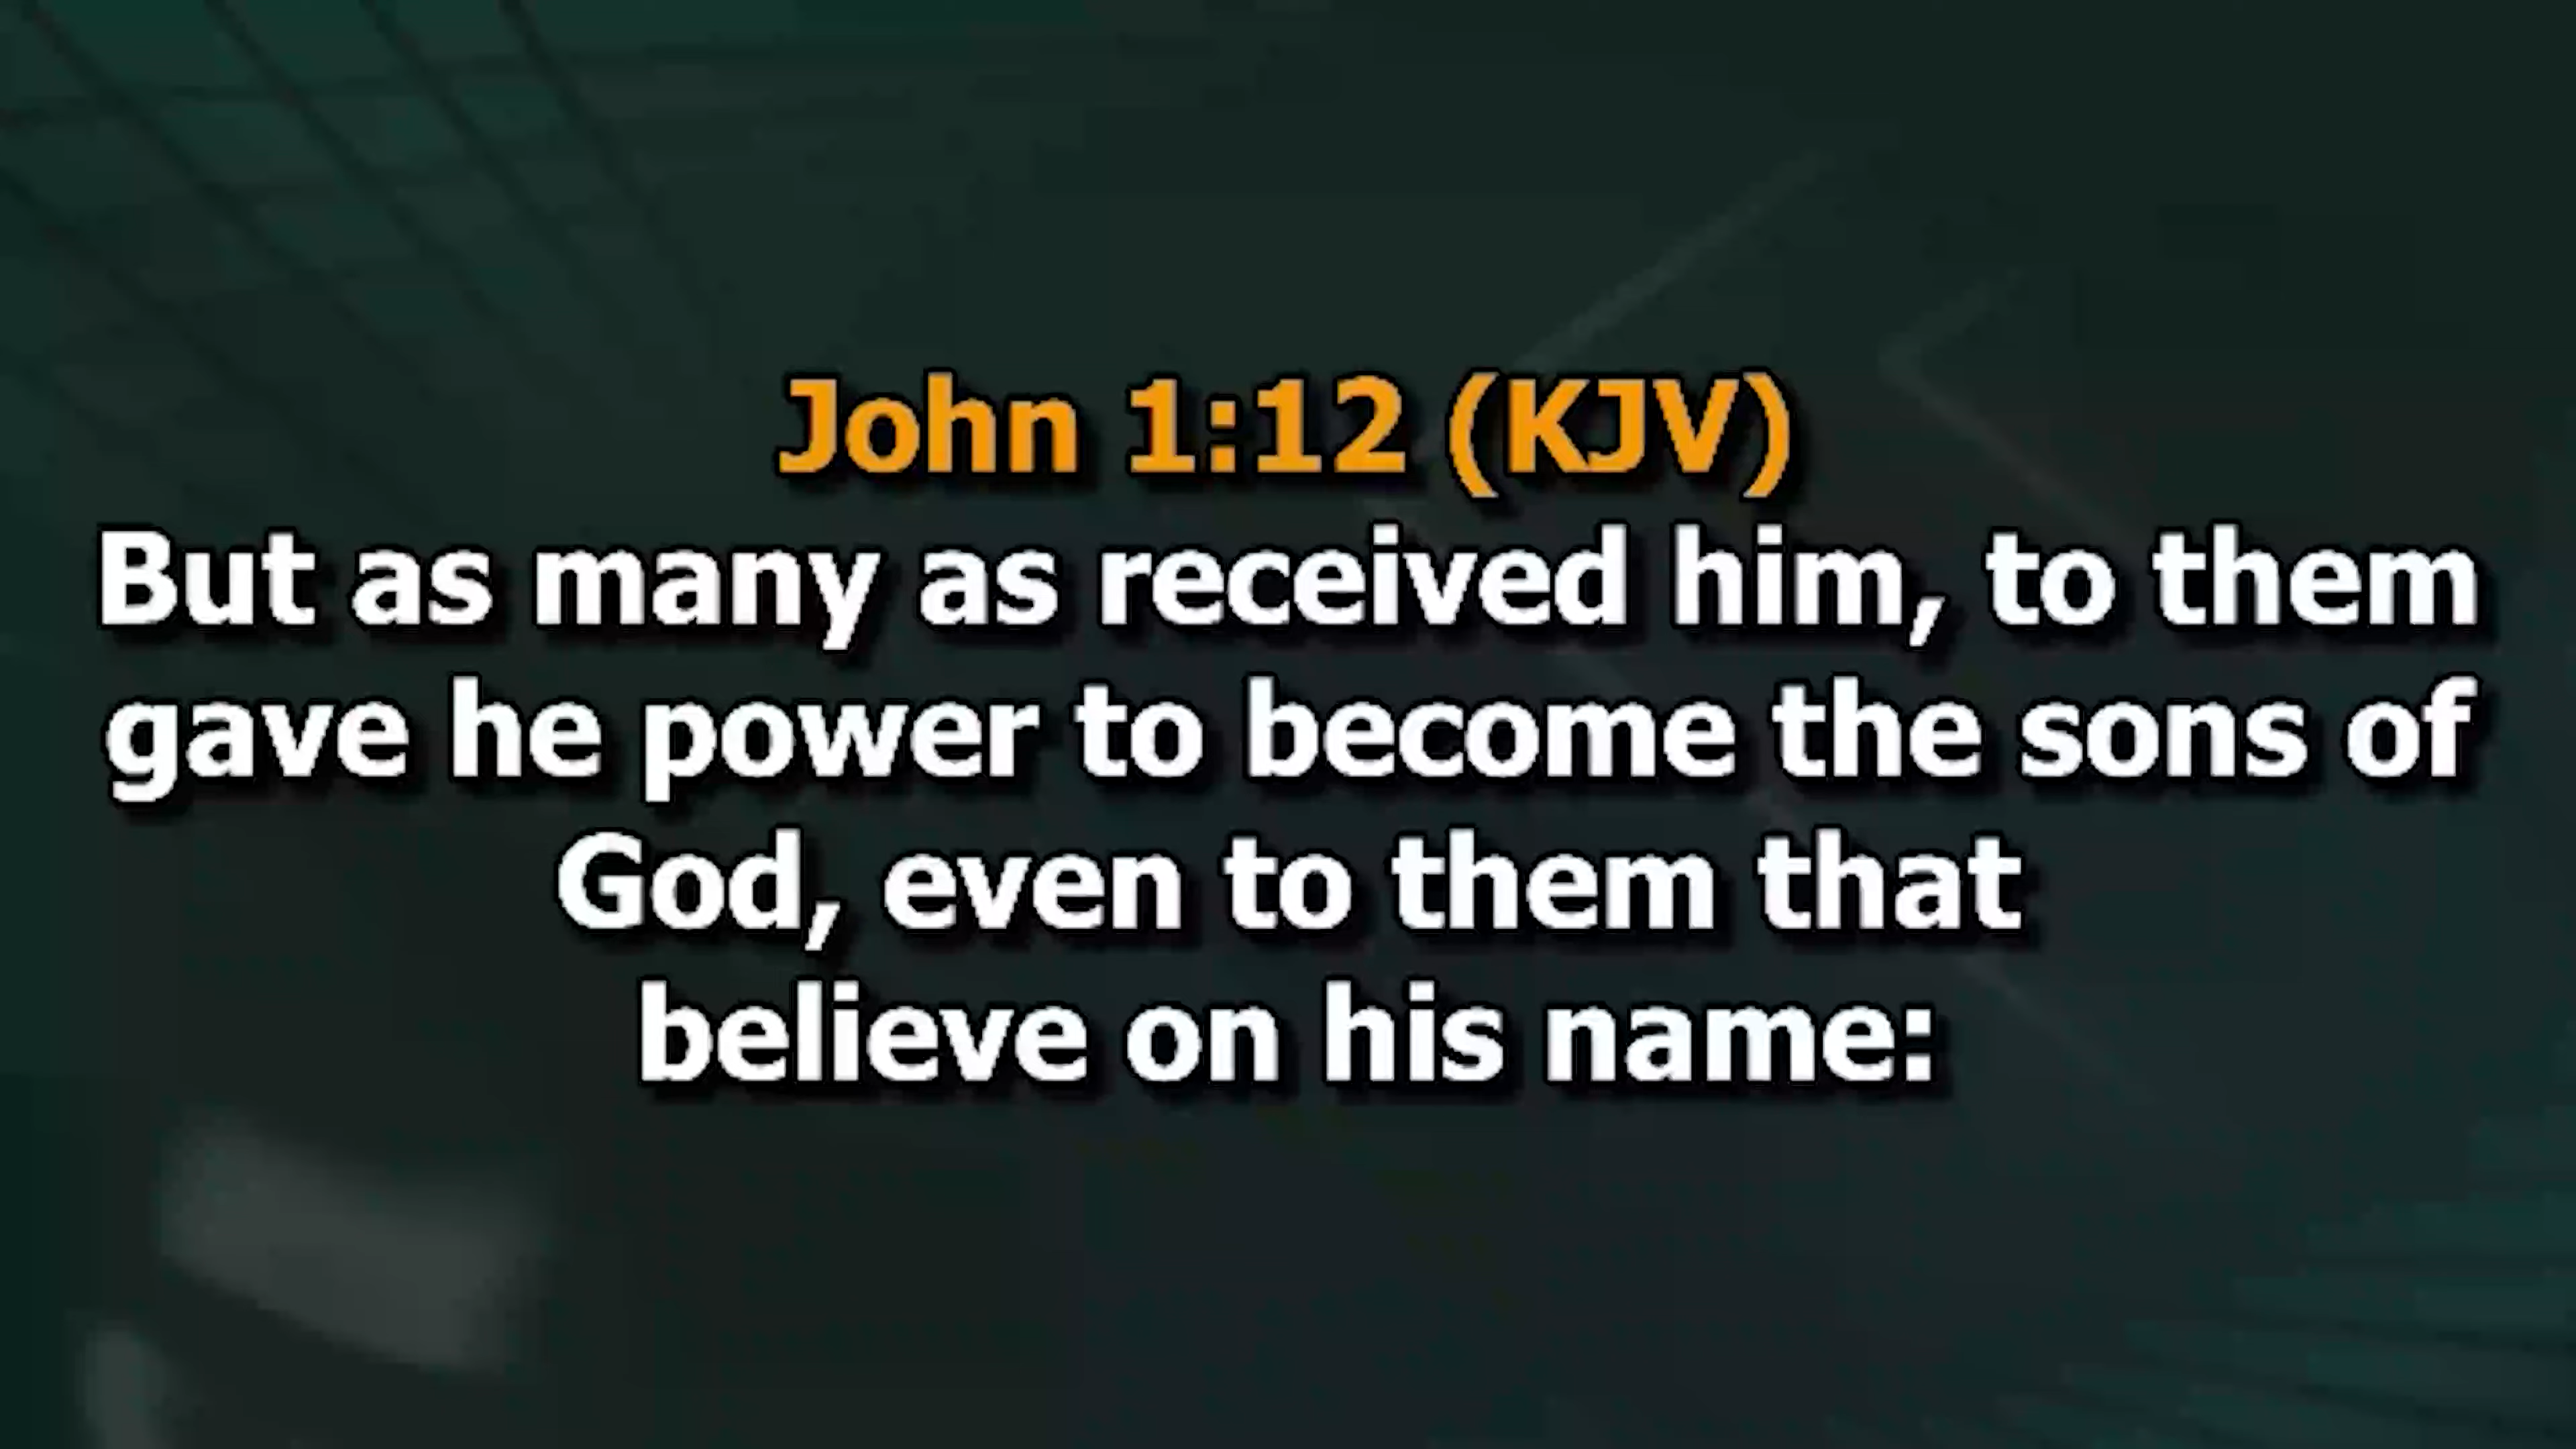 John 1:12 (KJV)
But as many as received him, to them
gave he power to become the sons of
God, even to them that
believe on his name: